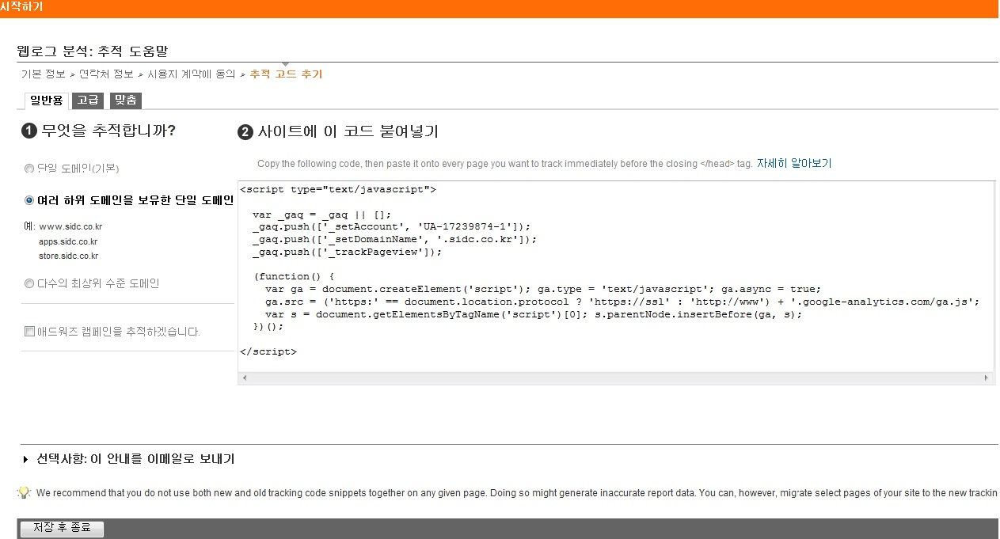 시작하기
웹로그 분석: 추적 도움말
기본 정보 > 연락처 정보 > 사용자 계약에 동의 > 추적 코드 추가
일반용 고급 맞춤
1 무엇을 추적합니까?
단일 도메인(기본)
여러 하위 도메인을 보유한 단일 도메인
예: www.sidc.co.kr
apps.sidc.co.kr
store.sidc.co.kr
다수의 최상위 수준 도메인
애드워즈 캠페인을 추적하겠습니다.
2 사이트에 이 코드 붙여넣기
Copy the following code, then paste it onto every page you want to track immediately before the closing </head> tag. 자세히 알아보기
<script type="text/javascript">
var _gaq = _gaq || [];
_gaq.push(['_setAccount', 'UA-17239874-1']);
_gaq.push(['_setDomainName', '.sidc.co.kr']);
_gaq.push(['_trackPageview']);
(function() {
var ga = document.createElement('script'); ga.type = 'text/javascript'; ga.async = true;
ga.src = ('https:' == document.location.protocol ? 'https://ssl' : 'http://www') + '.google-analytics.com/ga.js';
var s = document.getElementsByTagName('script')[0]; s.parentNode.insertBefore(ga, s);
})();
</script>
선택사항: 이 안내를 이메일로 보내기
We recommend that you do not use both new and old tracking code snippets together on any given page. Doing so might generate inaccurate report data. You can, however, migrate select pages of your site to the new trackin
저장 후 종료